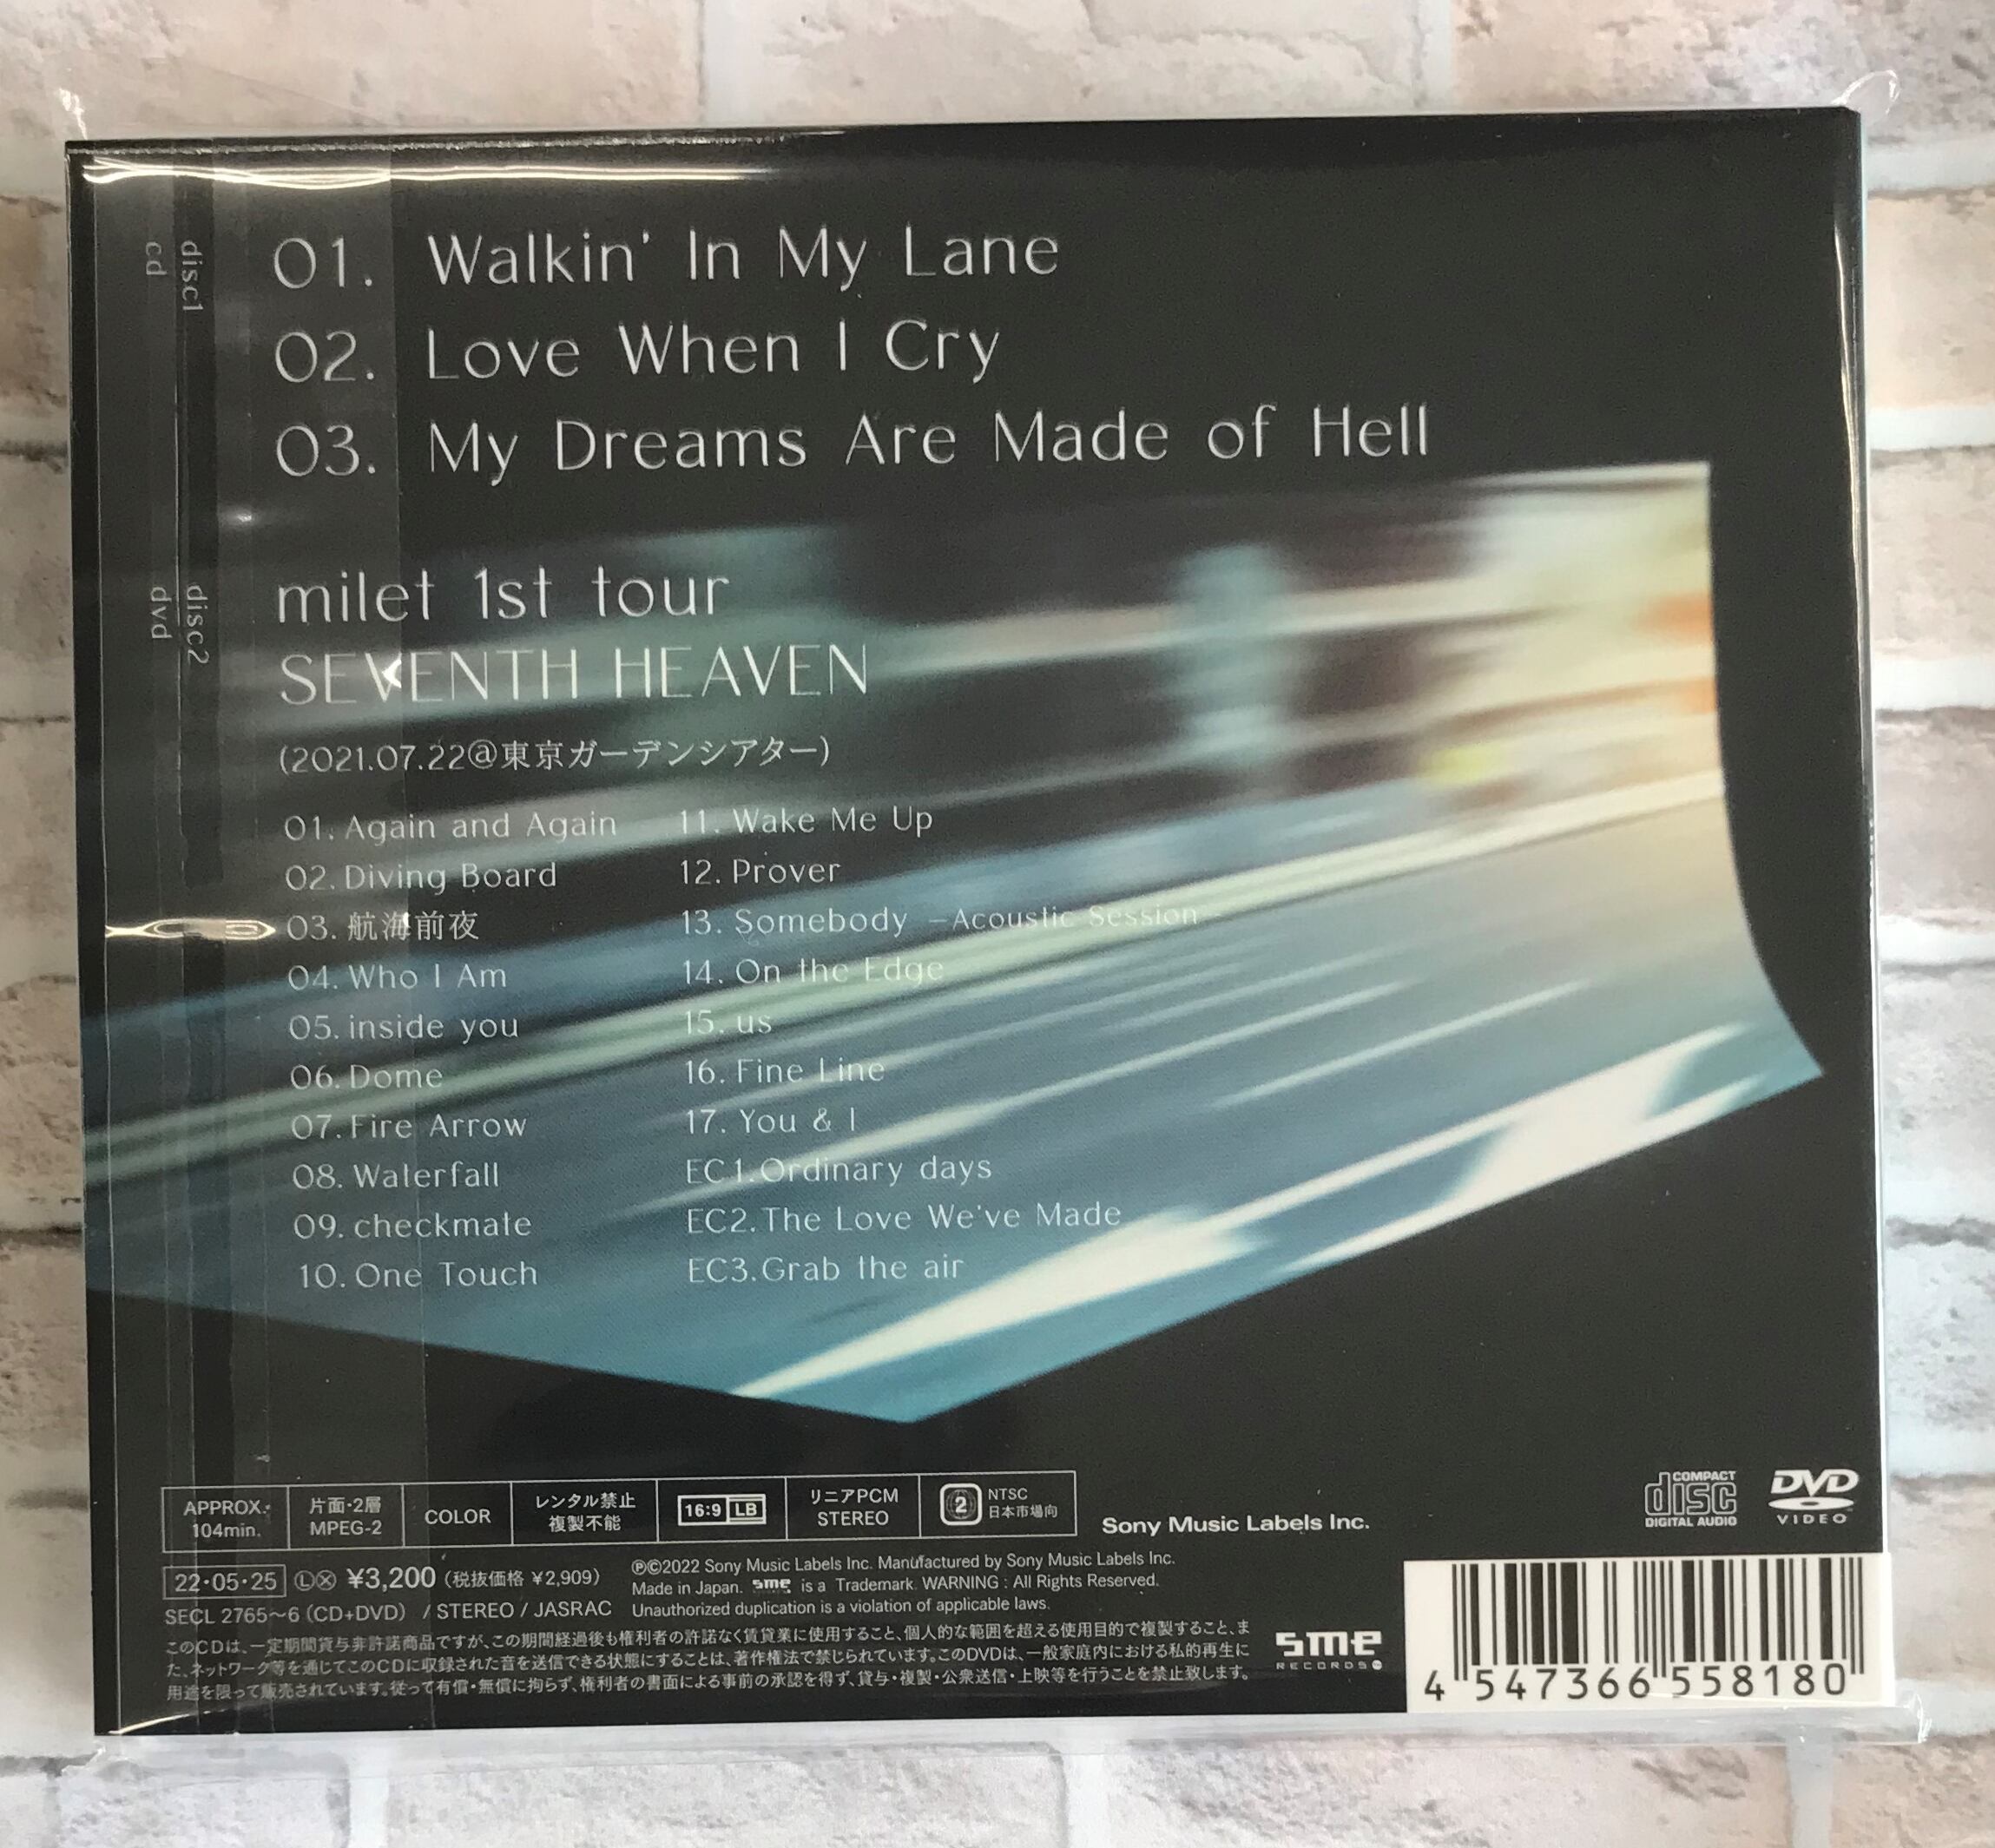 disc1
cd
01. Walkin' In My Lane
02. Love When I Cry
03. My Dreams Are Made of Hell
disc2
dvd
milet 1st tour
SEVENTH HEAVEN
(2021.07.22@東京ガーデンシアター)
01. Again and Again
02. Diving Board
03. 航海前夜
04. Who I Am
05. inside you
06. Dome
07. Fire Arrow
08. Waterfall
09. checkmate
10. One Touch
11. Wake Me Up
12. Prover
13. Somebody -Acoustic Session-
14. On the Edge
15. us
16. Fine Line
17. You & I
EC1.Ordinary days
EC2.The Love We've Made
EC3.Grab the air
APPROX.
104min.
片面・2層
MPEG-2
COLOR
レンタル禁止
複製不能
16:9 LB
リニアPCM
STEREO
2
NTSC
日本市場向
Sony Music Labels Inc.
COMPACT
disc
DIGITAL AUDIO
DVD
VIDEO
22・05・25 Ⓛⓧ ¥3,200 (税抜価格 ¥2,909)
SECL 2765〜6 (CD+DVD) / STEREO / JASRAC
Ⓟ©2022 Sony Music Labels Inc. Manufactured by Sony Music Labels Inc.
Made in Japan. sme is a Trademark. WARNING : All Rights Reserved.
Unauthorized duplication is a violation of applicable laws.
このCDは、一定期間貸与非許諾商品ですが、この期間経過後も権利者の許諾なく賃貸業に使用すること、個人的な範囲を超える使用目的で複製すること、ま
た、ネットワーク等を通じてこのCDに収録された音を送信できる状態にすることは、著作権法で禁じられています。このDVDは、一般家庭内における私的再生に
用途を限って販売されています。従って有償・無償に拘らず、権利者の書面による事前の承認を得ず、貸与・複製・公衆送信・上映等を行うことを禁止致します。
sme
RECORDS
4 547366 558180